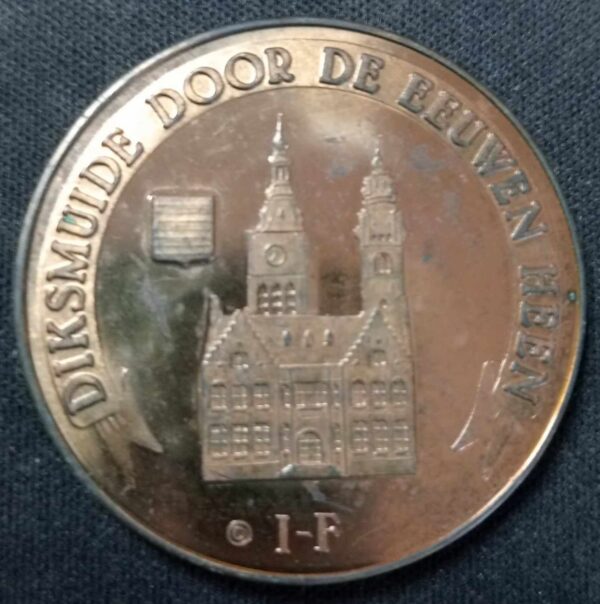 DIKSMUIDE DOOR DE EEUWEN HEEN
© I-F